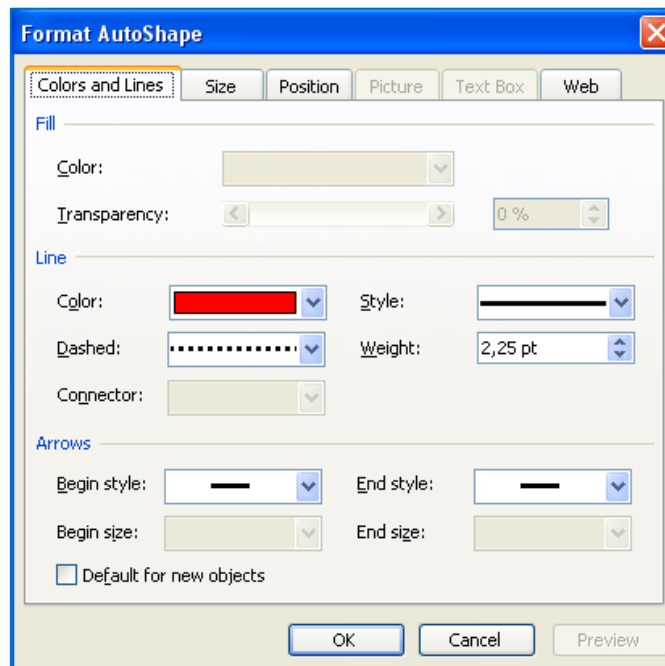 Format AutoShape
Colors and Lines Size Position Picture Text Box Web
Fill
Color:
Transparency: 0 %
Line
Color: Style:
Dashed: Weight: 2,25 pt
Connector:
Arrows
Begin style: End style:
Begin size: End size:
Default for new objects
OK Cancel Preview